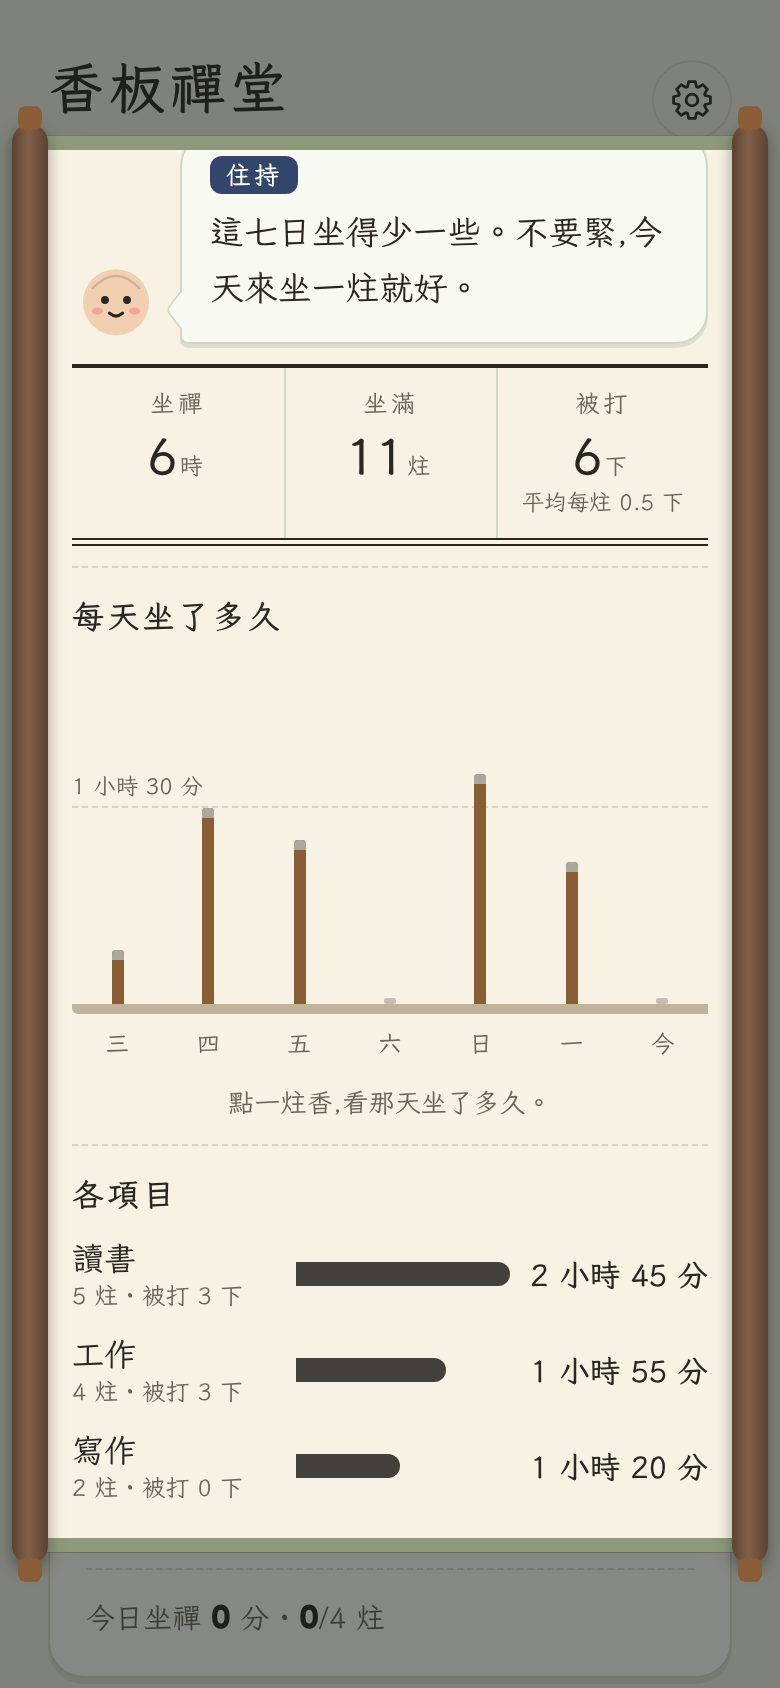 香板禪堂
住持
這七日坐得少一些。不要緊,今
天來坐一炷就好。
坐禪
6時
坐滿
11炷
被打
6下
平均每炷 0.5 下
每天坐了多久
1 小時 30 分
三 四 五 六 日 一 今
點一炷香,看那天坐了多久。
各項目
讀書
5 炷・被打 3 下
2 小時 45 分
工作
4 炷・被打 3 下
1 小時 55 分
寫作
2 炷・被打 0 下
1 小時 20 分
今日坐禪 0 分・0/4 炷